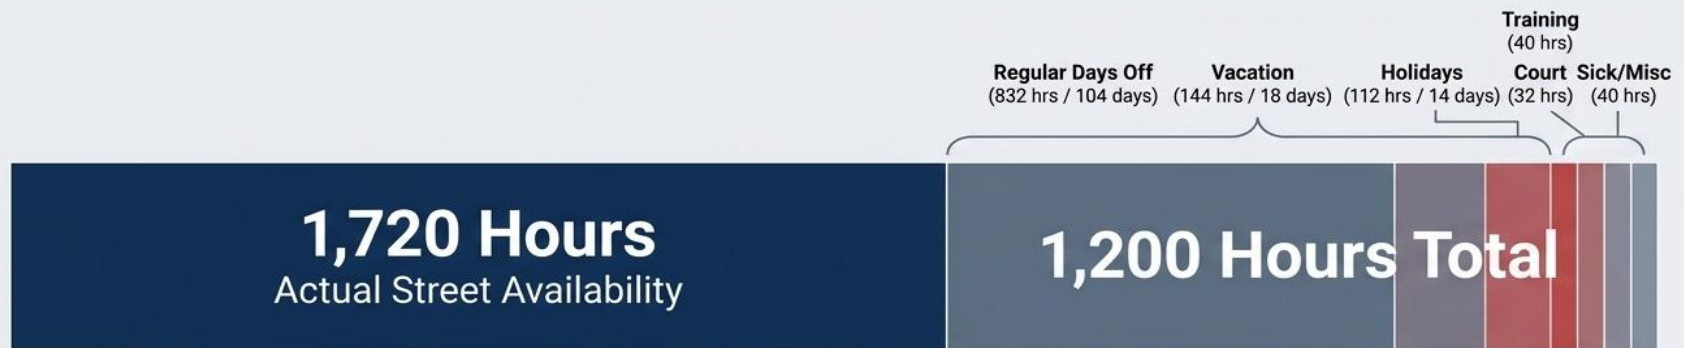 Training
(40 hrs)
Regular Days Off Vacation Holidays Court Sick/Misc
(832 hrs / 104 days) (144 hrs / 18 days) (112 hrs / 14 days) (32 hrs) (40 hrs)
1,720 Hours
Actual Street Availability
1,200 Hours Total